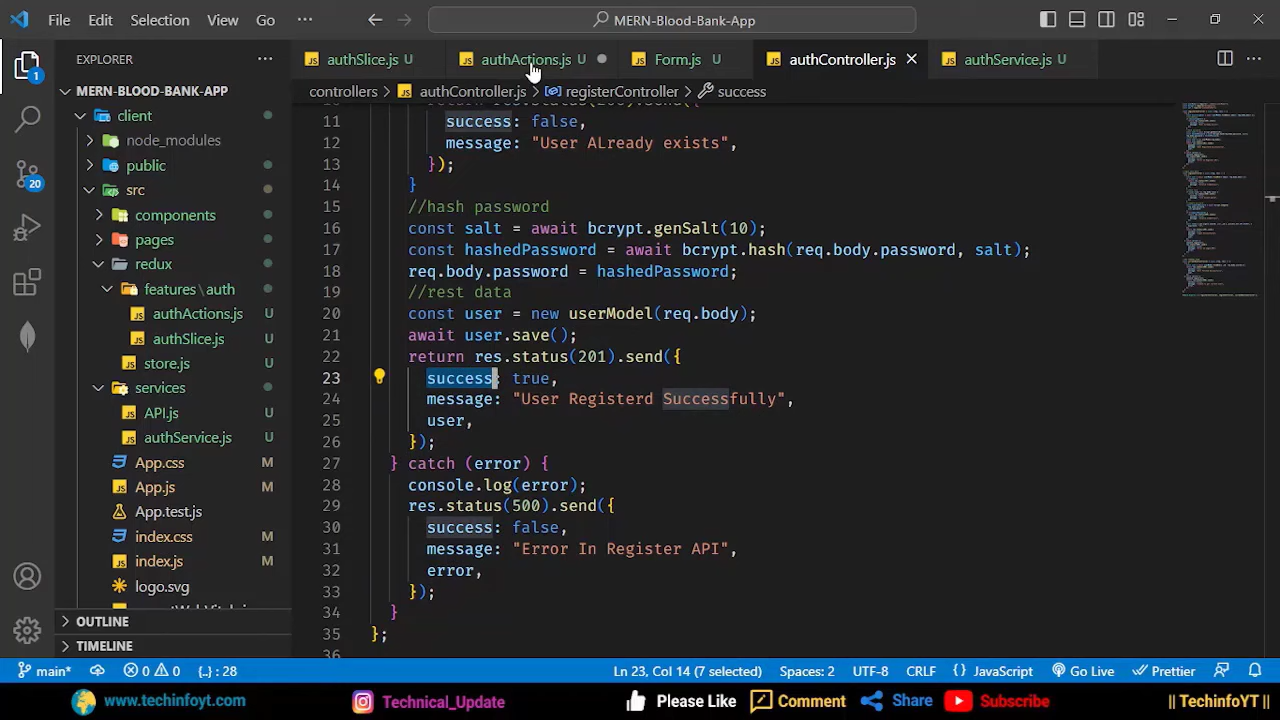 File Edit Selection View Go ··· MERN-Blood-Bank-App
EXPLORER ···
authSlice.js U authActions.js U Form.js U authController.js authService.js U
controllers > authController.js > registerController > success
MERN-BLOOD-BANK-APP
client
node_modules
public
src
components
pages
redux
features\auth
authActions.js U
authSlice.js U
store.js U
services
API.js U
authService.js U
App.css M
App.js M
App.test.js
index.css M
index.js M
logo.svg
OUTLINE
TIMELINE
1
20
11 success: false,
12 message: "User ALready exists",
13 });
14 }
15 //hash password
16 const salt = await bcrypt.genSalt(10);
17 const hashedPassword = await bcrypt.hash(req.body.password, salt);
18 req.body.password = hashedPassword;
19 //rest data
20 const user = new userModel(req.body);
21 await user.save();
22 return res.status(201).send({
23 success: true,
24 message: "User Registerd Successfully",
25 user,
26 });
27 } catch (error) {
28 console.log(error);
29 res.status(500).send({
30 success: false,
31 message: "Error In Register API",
32 error,
33 });
34 }
35 };
36
main* 0 0 {..} : 28 Ln 23, Col 14 (7 selected) Spaces: 2 UTF-8 CRLF {} JavaScript Go Live Prettier
www.techinfoyt.com Technical_Update Please Like Comment Share Subscribe || TechinfoYT ||